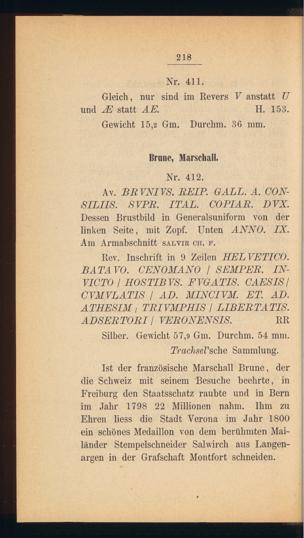 218
Nr. 411.
Gleich, nur sind im Revers V anstatt U
und Æ statt AE. H. 153.
Gewicht 15,2 Gm. Durchm. 36 mm.
Brune, Marschall.
Nr. 412.
Av. BRVNIVS. REIP. GALL. A. CON-
SILIIS. SVPR. ITAL. COPIAR. DVX.
Dessen Brustbild in Generalsuniform von der
linken Seite, mit Zopf. Unten ANNO. IX.
Am Armabschnitt SALVIR CH. F.
Rev. Inschrift in 9 Zeilen HELVETICO.
BATAVO. CENOMANO | SEMPER. IN-
VICTO | HOSTIBVS. FVGATIS. CAESIS |
CVMVLATIS | AD. MINCIVM. ET. AD.
ATHESIM | TRIVMPHIS | LIBERTATIS.
ADSERTORI | VERONENSIS. RR
Silber. Gewicht 57,9 Gm. Durchm. 54 mm.
Trachsel'sche Sammlung.
Ist der französische Marschall Brune, der
die Schweiz mit seinem Besuche beehrte, in
Freiburg den Staatsschatz raubte und in Bern
im Jahr 1798 22 Millionen nahm. Ihm zu
Ehren liess die Stadt Verona im Jahr 1800
ein schönes Medaillon von dem berühmten Mai-
länder Stempelschneider Salwirch aus Langen-
argen in der Grafschaft Montfort schneiden.